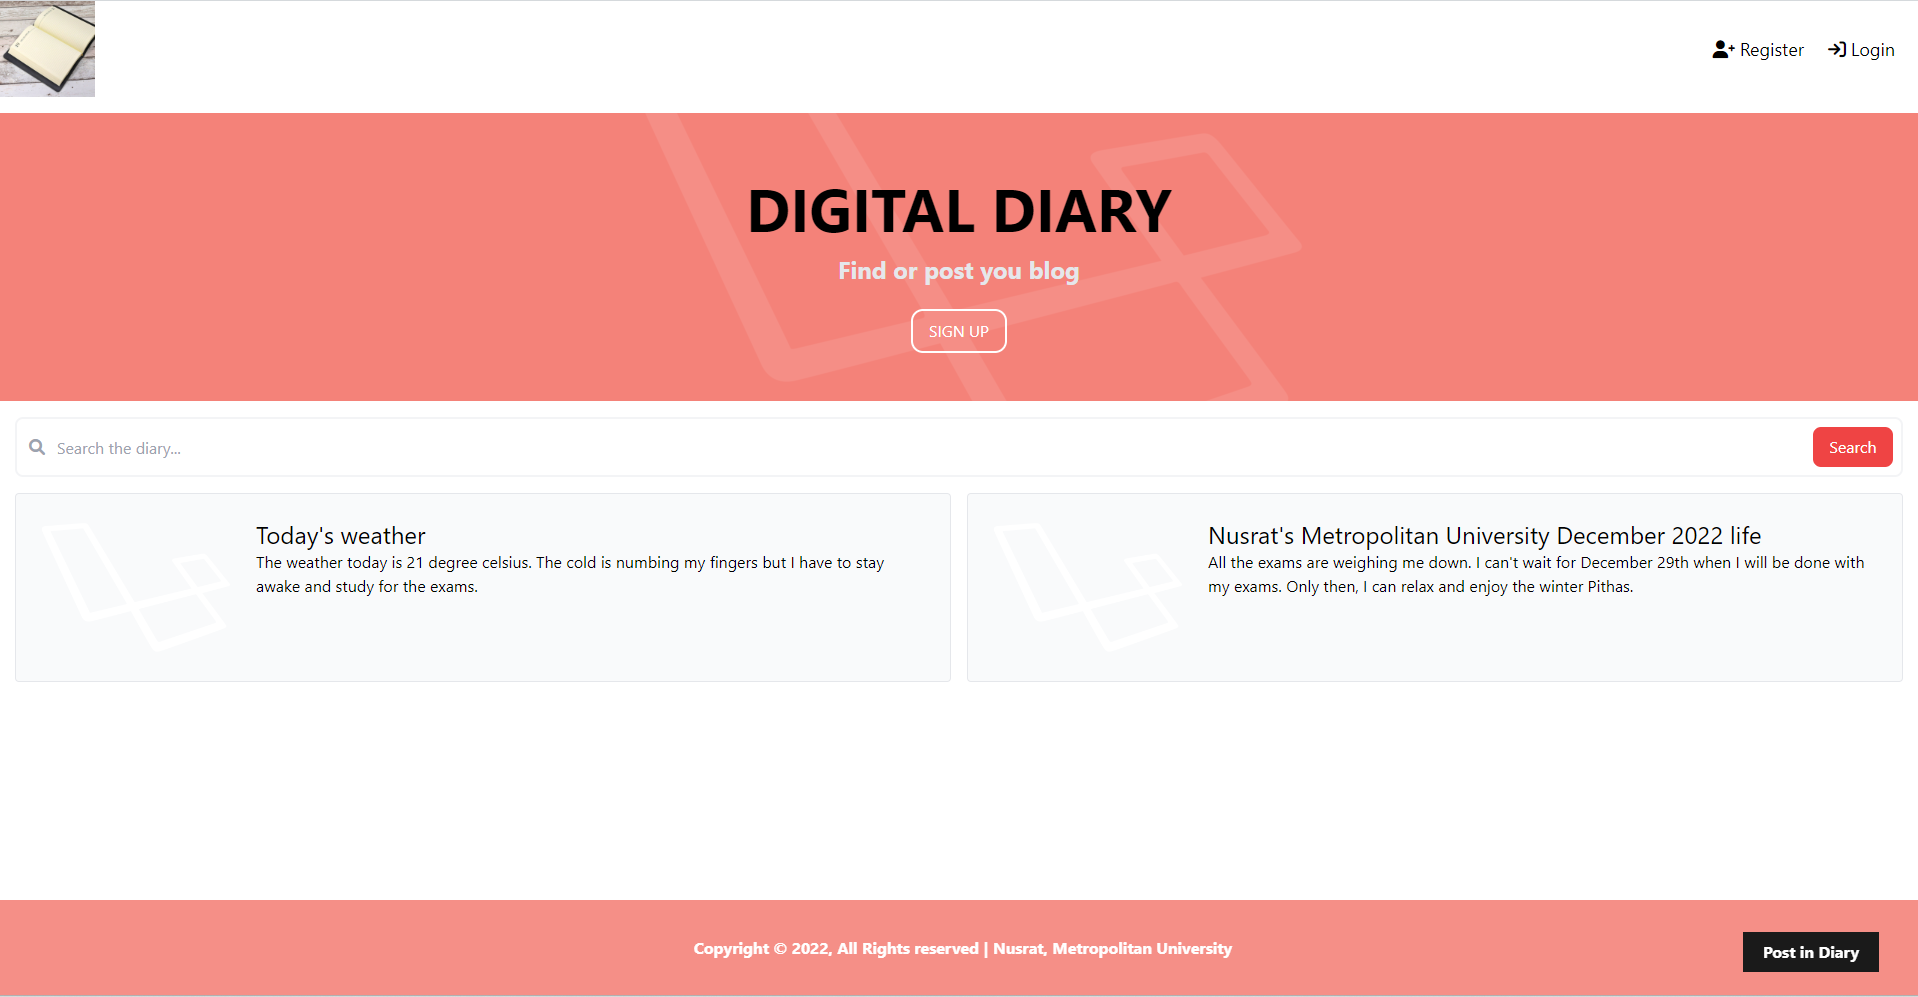 Register
Login
DIGITAL DIARY
Find or post you blog
SIGN UP
Search the diary...
Search
Today's weather
The weather today is 21 degree celsius. The cold is numbing my fingers but I have to stay
awake and study for the exams.
Nusrat's Metropolitan University December 2022 life
All the exams are weighing me down. I can't wait for December 29th when I will be done with
my exams. Only then, I can relax and enjoy the winter Pithas.
Copyright © 2022, All Rights reserved | Nusrat, Metropolitan University
Post in Diary